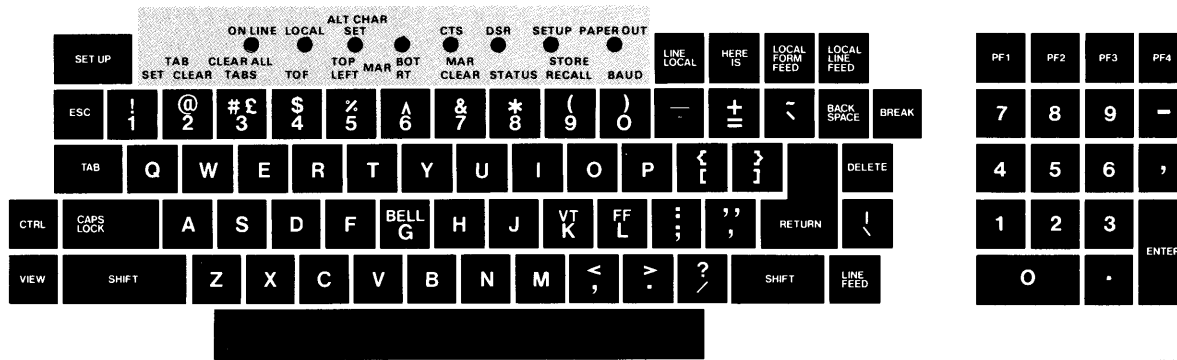 ALT CHAR
ON LINE LOCAL SET CTS DSR SETUP PAPER OUT
SET UP
TAB CLEAR ALL TOP BOT MAR STORE
SET CLEAR TABS TOF LEFT MAR RT CLEAR STATUS RECALL BAUD
LINE LOCAL HERE IS LOCAL FORM FEED LOCAL LINE FEED PF1 PF2 PF3 PF4
ESC ! 1 @ 2 # £ 3 $ 4 % 5 ʌ 6 & 7 * 8 ( 9 ) 0 — ± = ~ ` BACK SPACE BREAK 7 8 9 -
TAB Q W E R T Y U I O P { [ } ] DELETE 4 5 6 ,
CTRL CAPS LOCK A S D F BELL G H J VT K FF L : ; ,, , RETURN | \ 1 2 3 ENTER
VIEW SHIFT Z X C V B N M < , > . ? / SHIFT LINE FEED 0 .